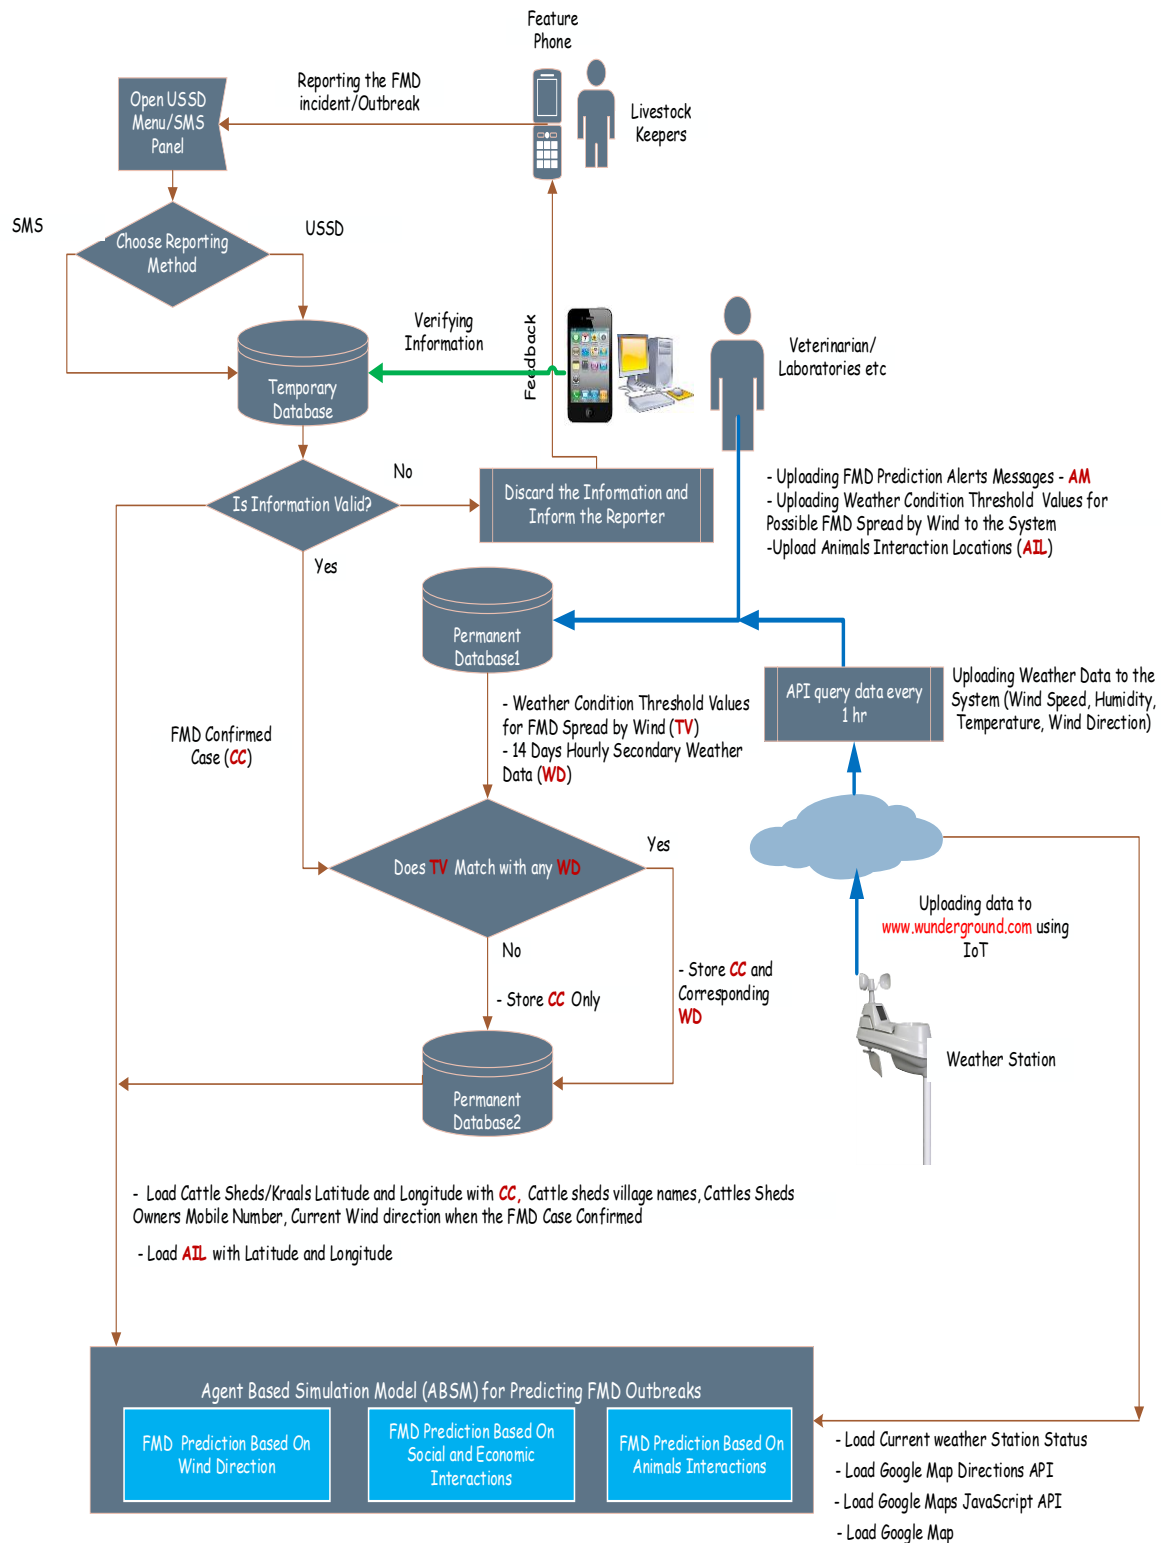 Feature
Phone
Reporting the FMD
incident/Outbreak
Open USSD
Menu/SMS
Panel
Livestock
Keepers
SMS
USSD
Choose Reporting
Method
Verifying
Information
Feedback
Veterinarian/
Laboratories etc
Temporary
Database
No
Is Information Valid?
Discard the Information and
Inform the Reporter
- Uploading FMD Prediction Alerts Messages - AM
- Uploading Weather Condition Threshold Values for
Possible FMD Spread by Wind to the System
-Upload Animals Interaction Locations (AIL)
Yes
Permanent
Database1
API query data every
1 hr
Uploading Weather Data to the
System (Wind Speed, Humidity,
Temperature, Wind Direction)
- Weather Condition Threshold Values
for FMD Spread by Wind (TV)
- 14 Days Hourly Secondary Weather
Data (WD)
FMD Confirmed
Case (CC)
Does TV Match with any WD
Yes
Uploading data to
www.wunderground.com using
IoT
No
- Store CC Only
- Store CC and
Corresponding
WD
Weather Station
Permanent
Database2
- Load Cattle Sheds/Kraals Latitude and Longitude with CC, Cattle sheds village names, Cattles Sheds
Owners Mobile Number, Current Wind direction when the FMD Case Confirmed
- Load AIL with Latitude and Longitude
Agent Based Simulation Model (ABSM) for Predicting FMD Outbreaks
FMD Prediction Based On
Wind Direction
FMD Prediction Based On
Social and Economic
Interactions
FMD Prediction Based On
Animals Interactions
- Load Current weather Station Status
- Load Google Map Directions API
- Load Google Maps JavaScript API
- Load Google Map